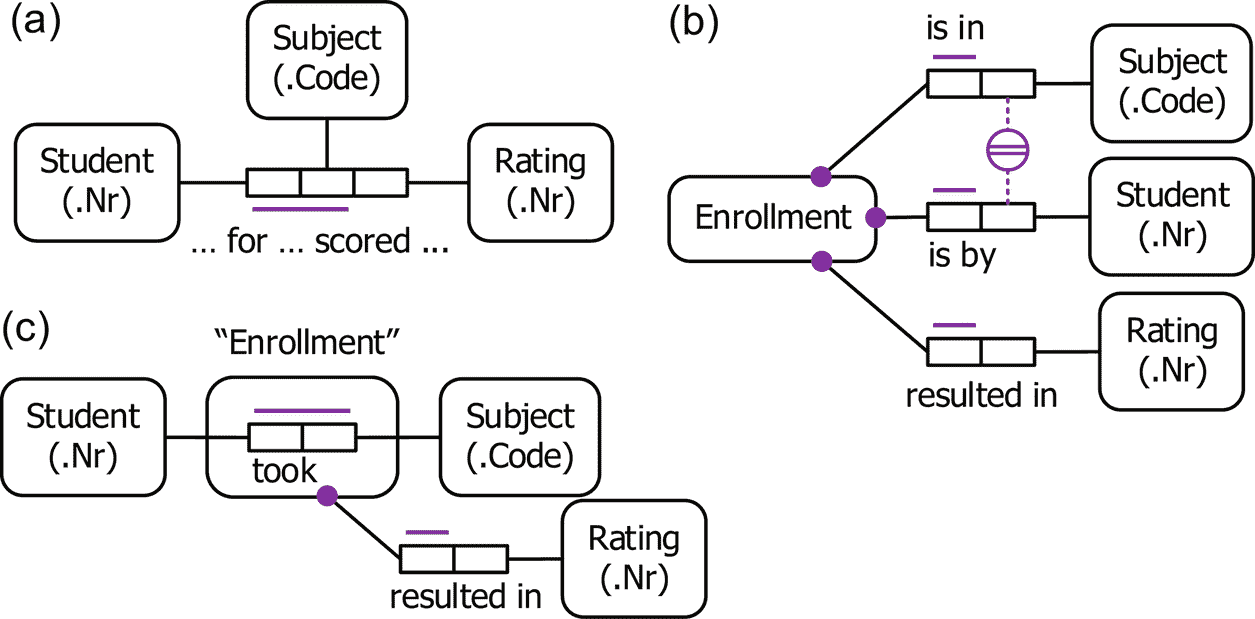 (a)
Subject
(.Code)
Student
(.Nr)
Rating
(.Nr)
... for ... scored ...
(b)
is in
Subject
(.Code)
Enrollment
Student
(.Nr)
is by
Rating
(.Nr)
resulted in
(c)
“Enrollment”
Student
(.Nr)
took
Subject
(.Code)
Rating
(.Nr)
resulted in